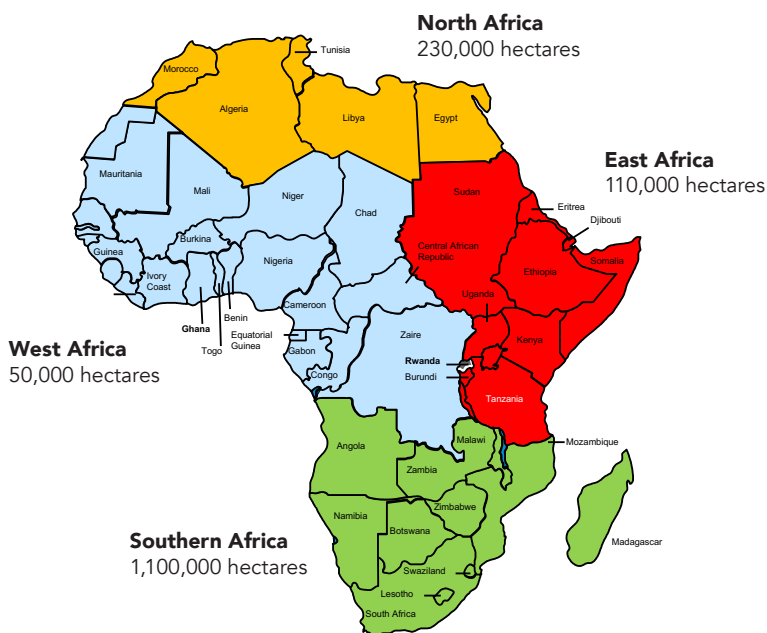 North Africa
230,000 hectares
Tunisia
Morocco
Algeria
Libya
Egypt
East Africa
110,000 hectares
Mauritania
Mali
Niger
Chad
Sudan
Eritrea
Djibouti
Burkina
Guinea
Nigeria
Central African
Republic
Ethiopia
Somalia
Ivory
Coast
Uganda
Cameroon
Benin
Ghana
Equatorial
Guinea
Togo
Zaire
Kenya
West Africa
50,000 hectares
Gabon
Congo
Rwanda
Burundi
Tanzania
Angola
Malawi
Mozambique
Zambia
Zimbabwe
Namibia
Botswana
Madagascar
Southern Africa
1,100,000 hectares
Swaziland
Lesotho
South Africa